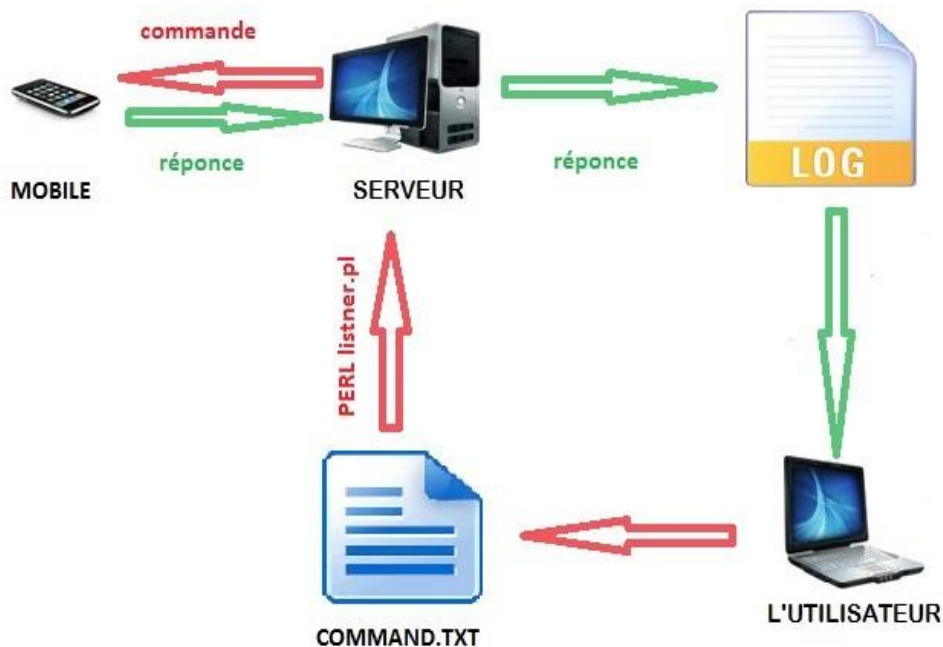 commande
réponce
MOBILE
SERVEUR
réponce
LOG
PERL listner.pl
COMMAND.TXT
L'UTILISATEUR